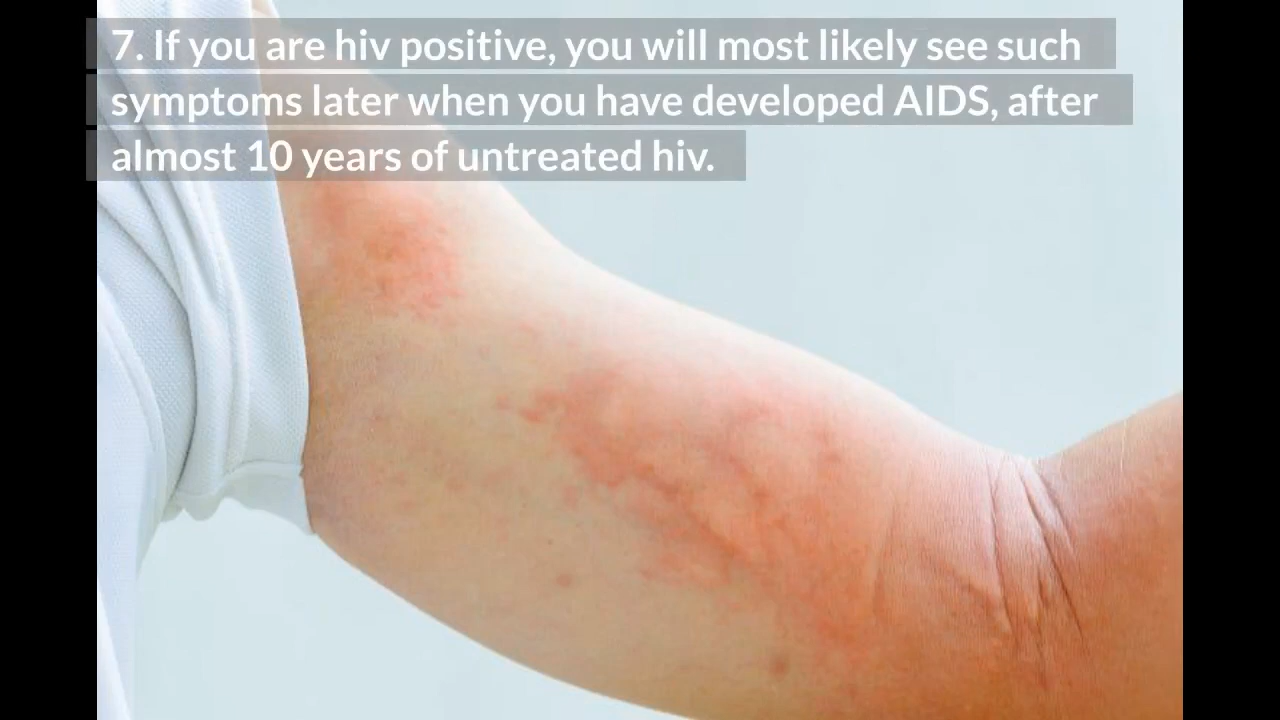 7. If you are hiv positive, you will most likely see such
symptoms later when you have developed AIDS, after
almost 10 years of untreated hiv.